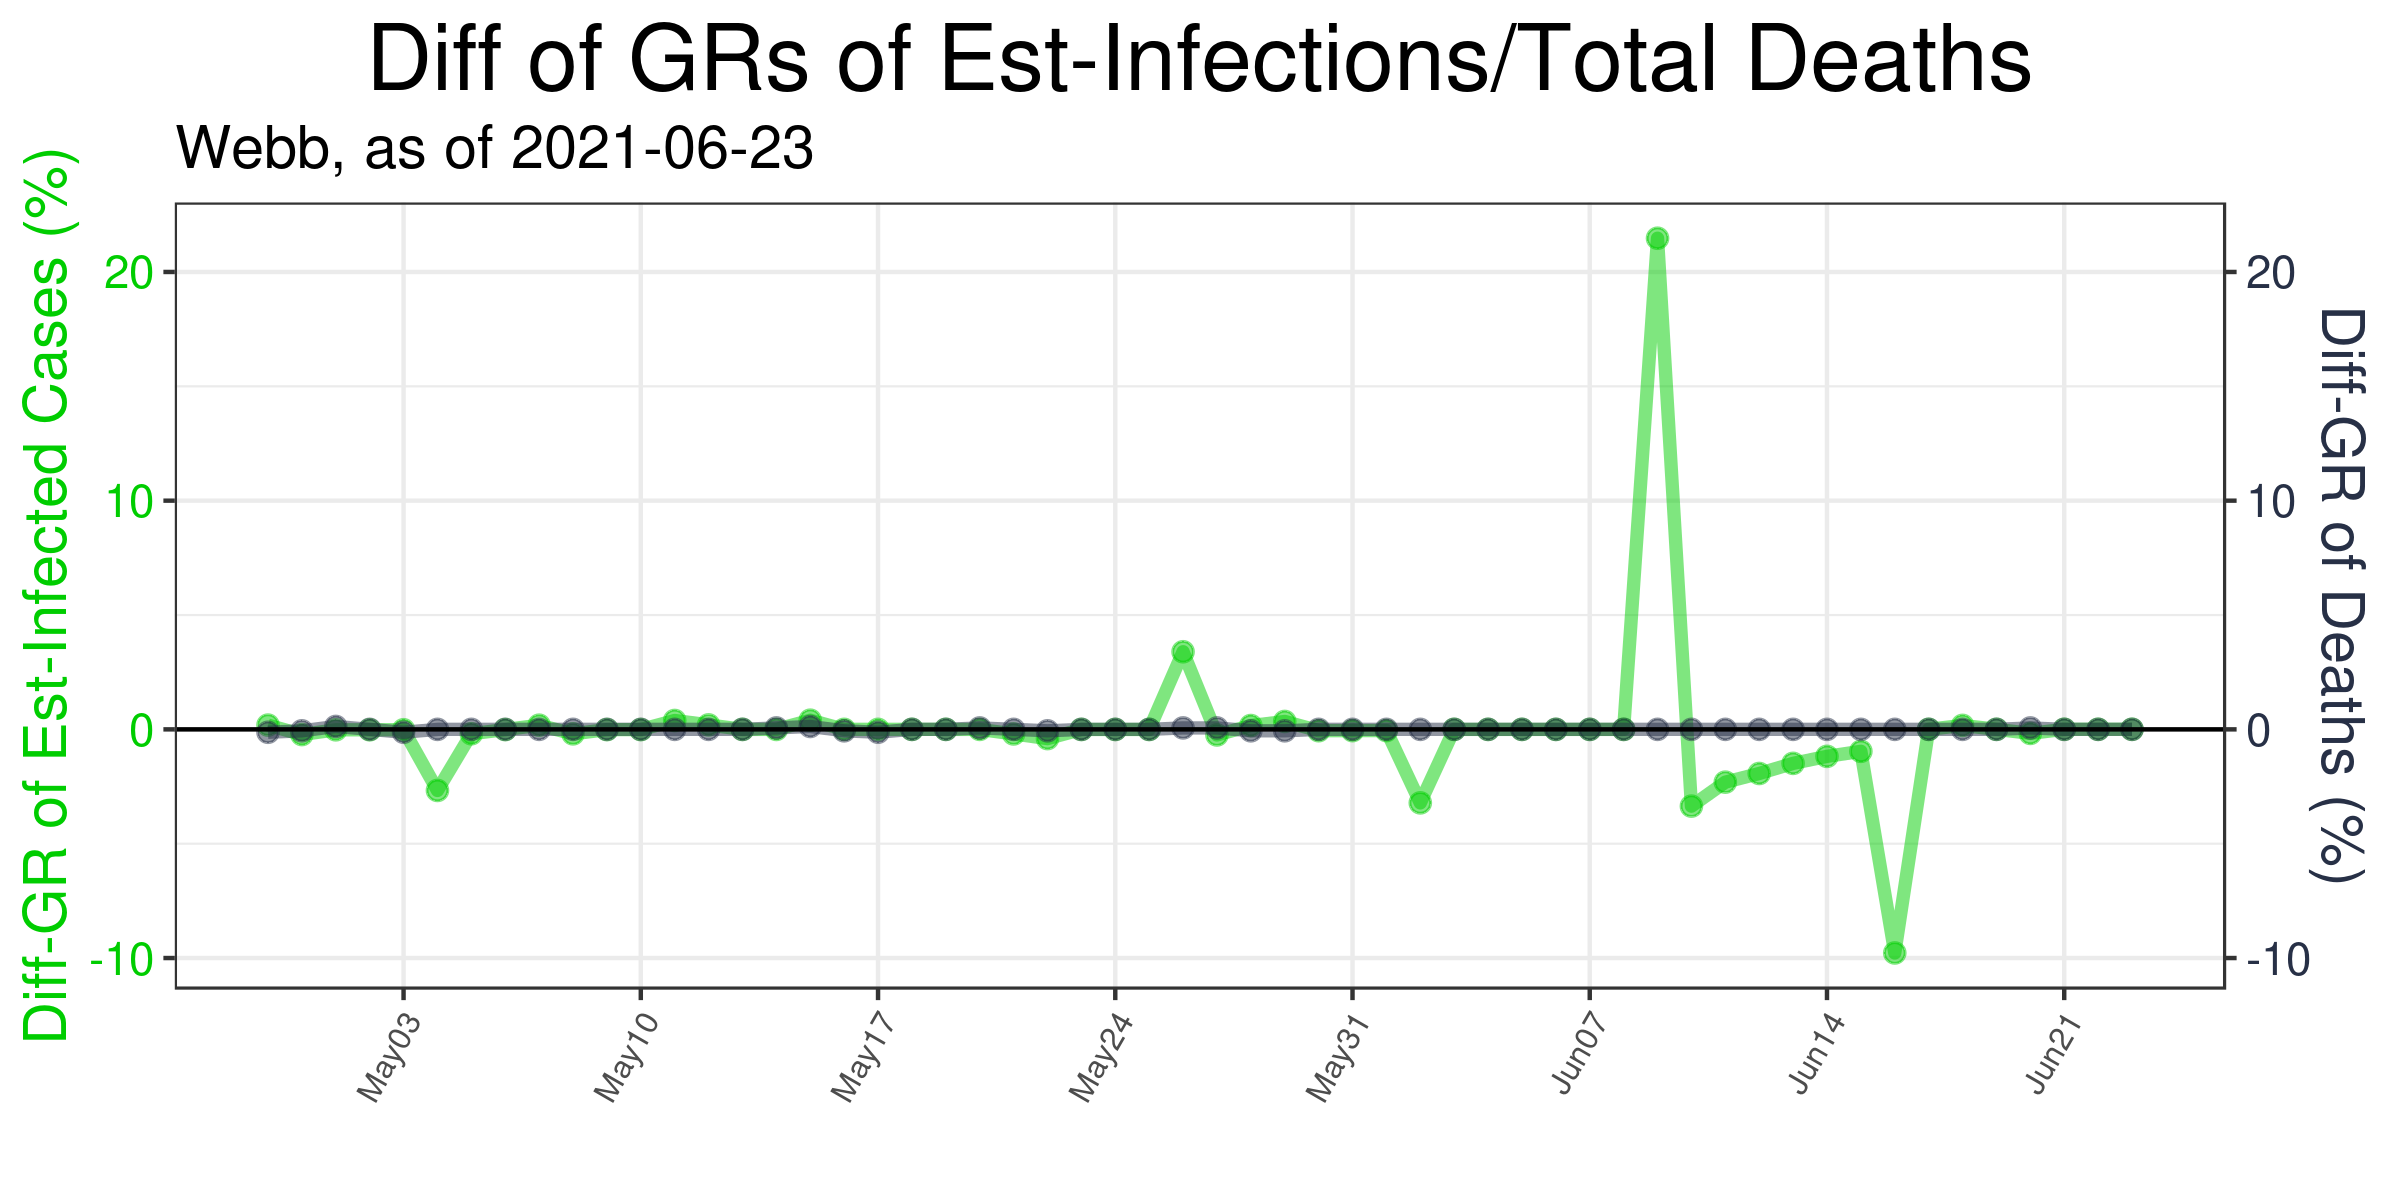 Diff of GRs of Est-Infections/Total Deaths
Webb, as of 2021-06-23
Diff-GR of Est-Infected Cases (%)
20
10
0
-10
20
10
0
-10
Diff-GR of Deaths (%)
May03
May10
May17
May24
May31
Jun07
Jun14
Jun21